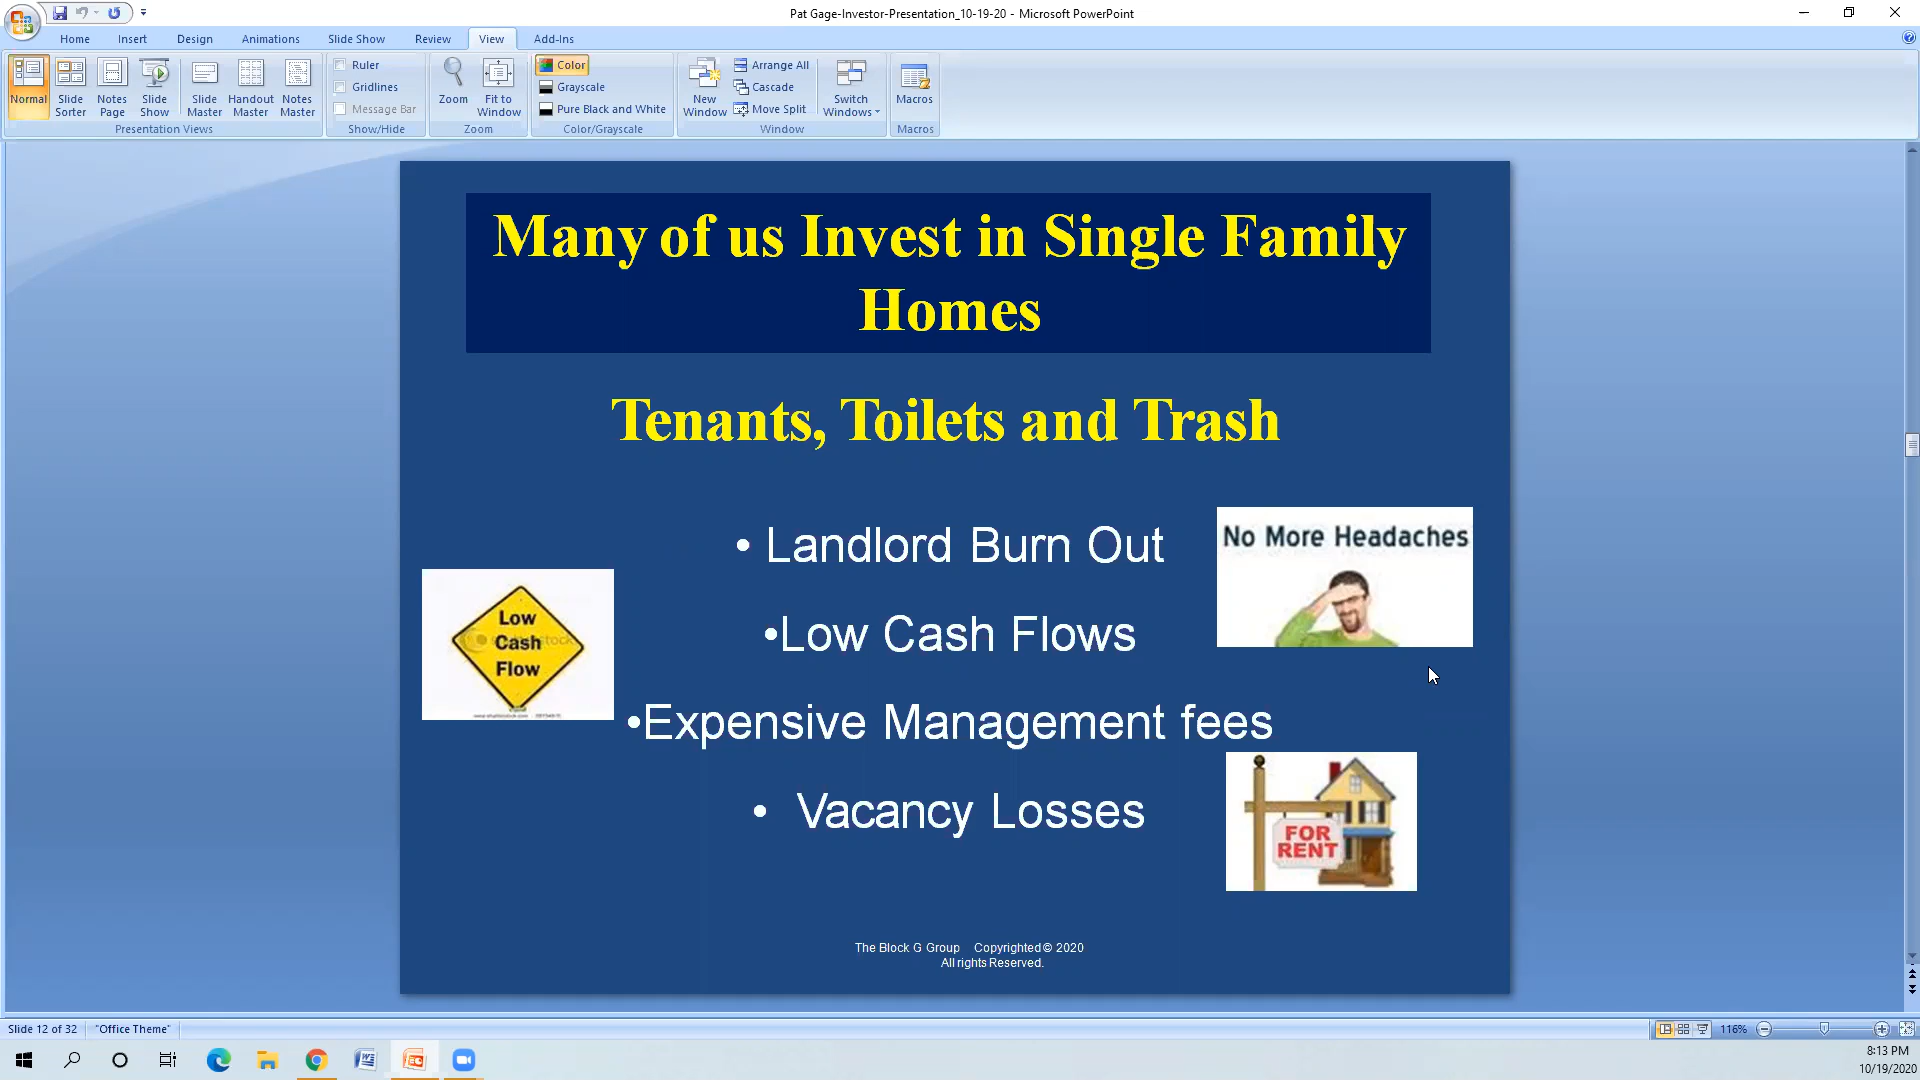 Pat Gage-Investor-Presentation_10-19-20 - Microsoft PowerPoint
Home Insert Design Animations Slide Show Review View Add-Ins
Normal
Slide Sorter
Notes Page
Slide Show
Slide Master
Handout Master
Notes Master
Presentation Views
Ruler
Gridlines
Message Bar
Show/Hide
Zoom
Fit to Window
Zoom
Color
Grayscale
Pure Black and White
Color/Grayscale
New Window
Arrange All
Cascade
Move Split
Switch Windows
Window
Macros
Macros
Many of us Invest in Single Family
Homes
Tenants, Toilets and Trash
• Landlord Burn Out
No More Headaches
•Low Cash Flows
Low
Cash
Flow
•Expensive Management fees
• Vacancy Losses
FOR
RENT
The Block G Group Copyrighted © 2020
All rights Reserved.
Slide 12 of 32 "Office Theme" 116%
8:13 PM
10/19/2020